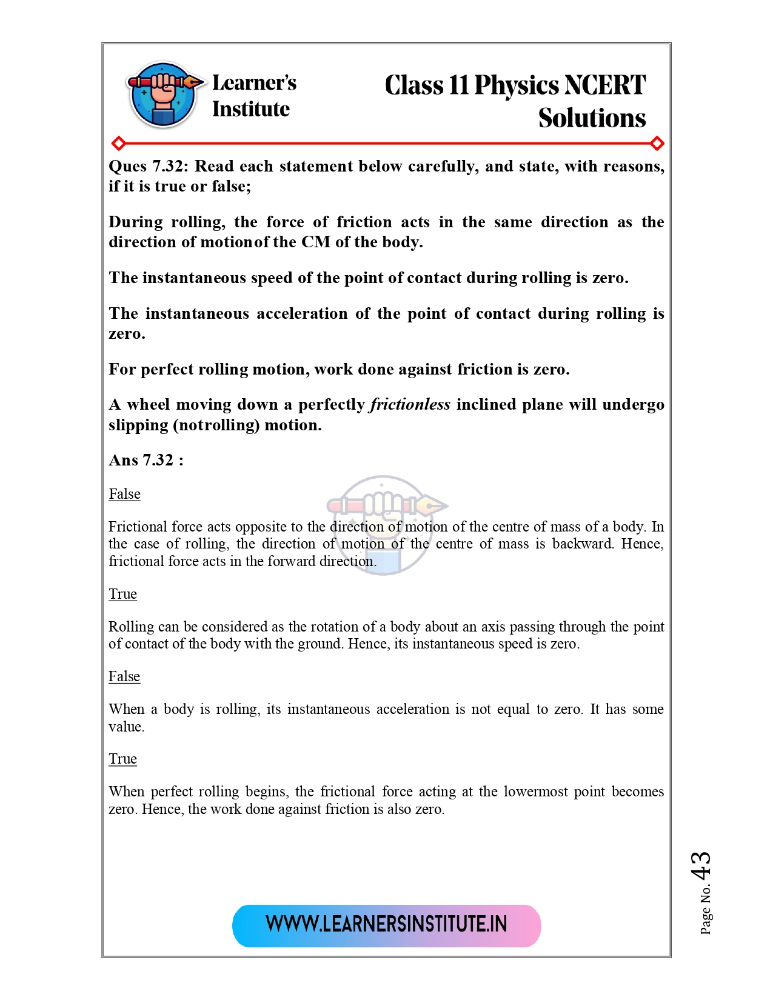 Learner's
Institute
Class 11 Physics NCERT
Solutions
Ques 7.32: Read each statement below carefully, and state, with reasons,
if it is true or false;
During rolling, the force of friction acts in the same direction as the
direction of motionof the CM of the body.
The instantaneous speed of the point of contact during rolling is zero.
The instantaneous acceleration of the point of contact during rolling is
zero.
For perfect rolling motion, work done against friction is zero.
A wheel moving down a perfectly frictionless inclined plane will undergo
slipping (notrolling) motion.
Ans 7.32 :
False
Frictional force acts opposite to the direction of motion of the centre of mass of a body. In
the case of rolling, the direction of motion of the centre of mass is backward. Hence,
frictional force acts in the forward direction.
True
Rolling can be considered as the rotation of a body about an axis passing through the point
of contact of the body with the ground. Hence, its instantaneous speed is zero.
False
When a body is rolling, its instantaneous acceleration is not equal to zero. It has some
value.
True
When perfect rolling begins, the frictional force acting at the lowermost point becomes
zero. Hence, the work done against friction is also zero.
Page No. 43
WWW.LEARNERSINSTITUTE.IN